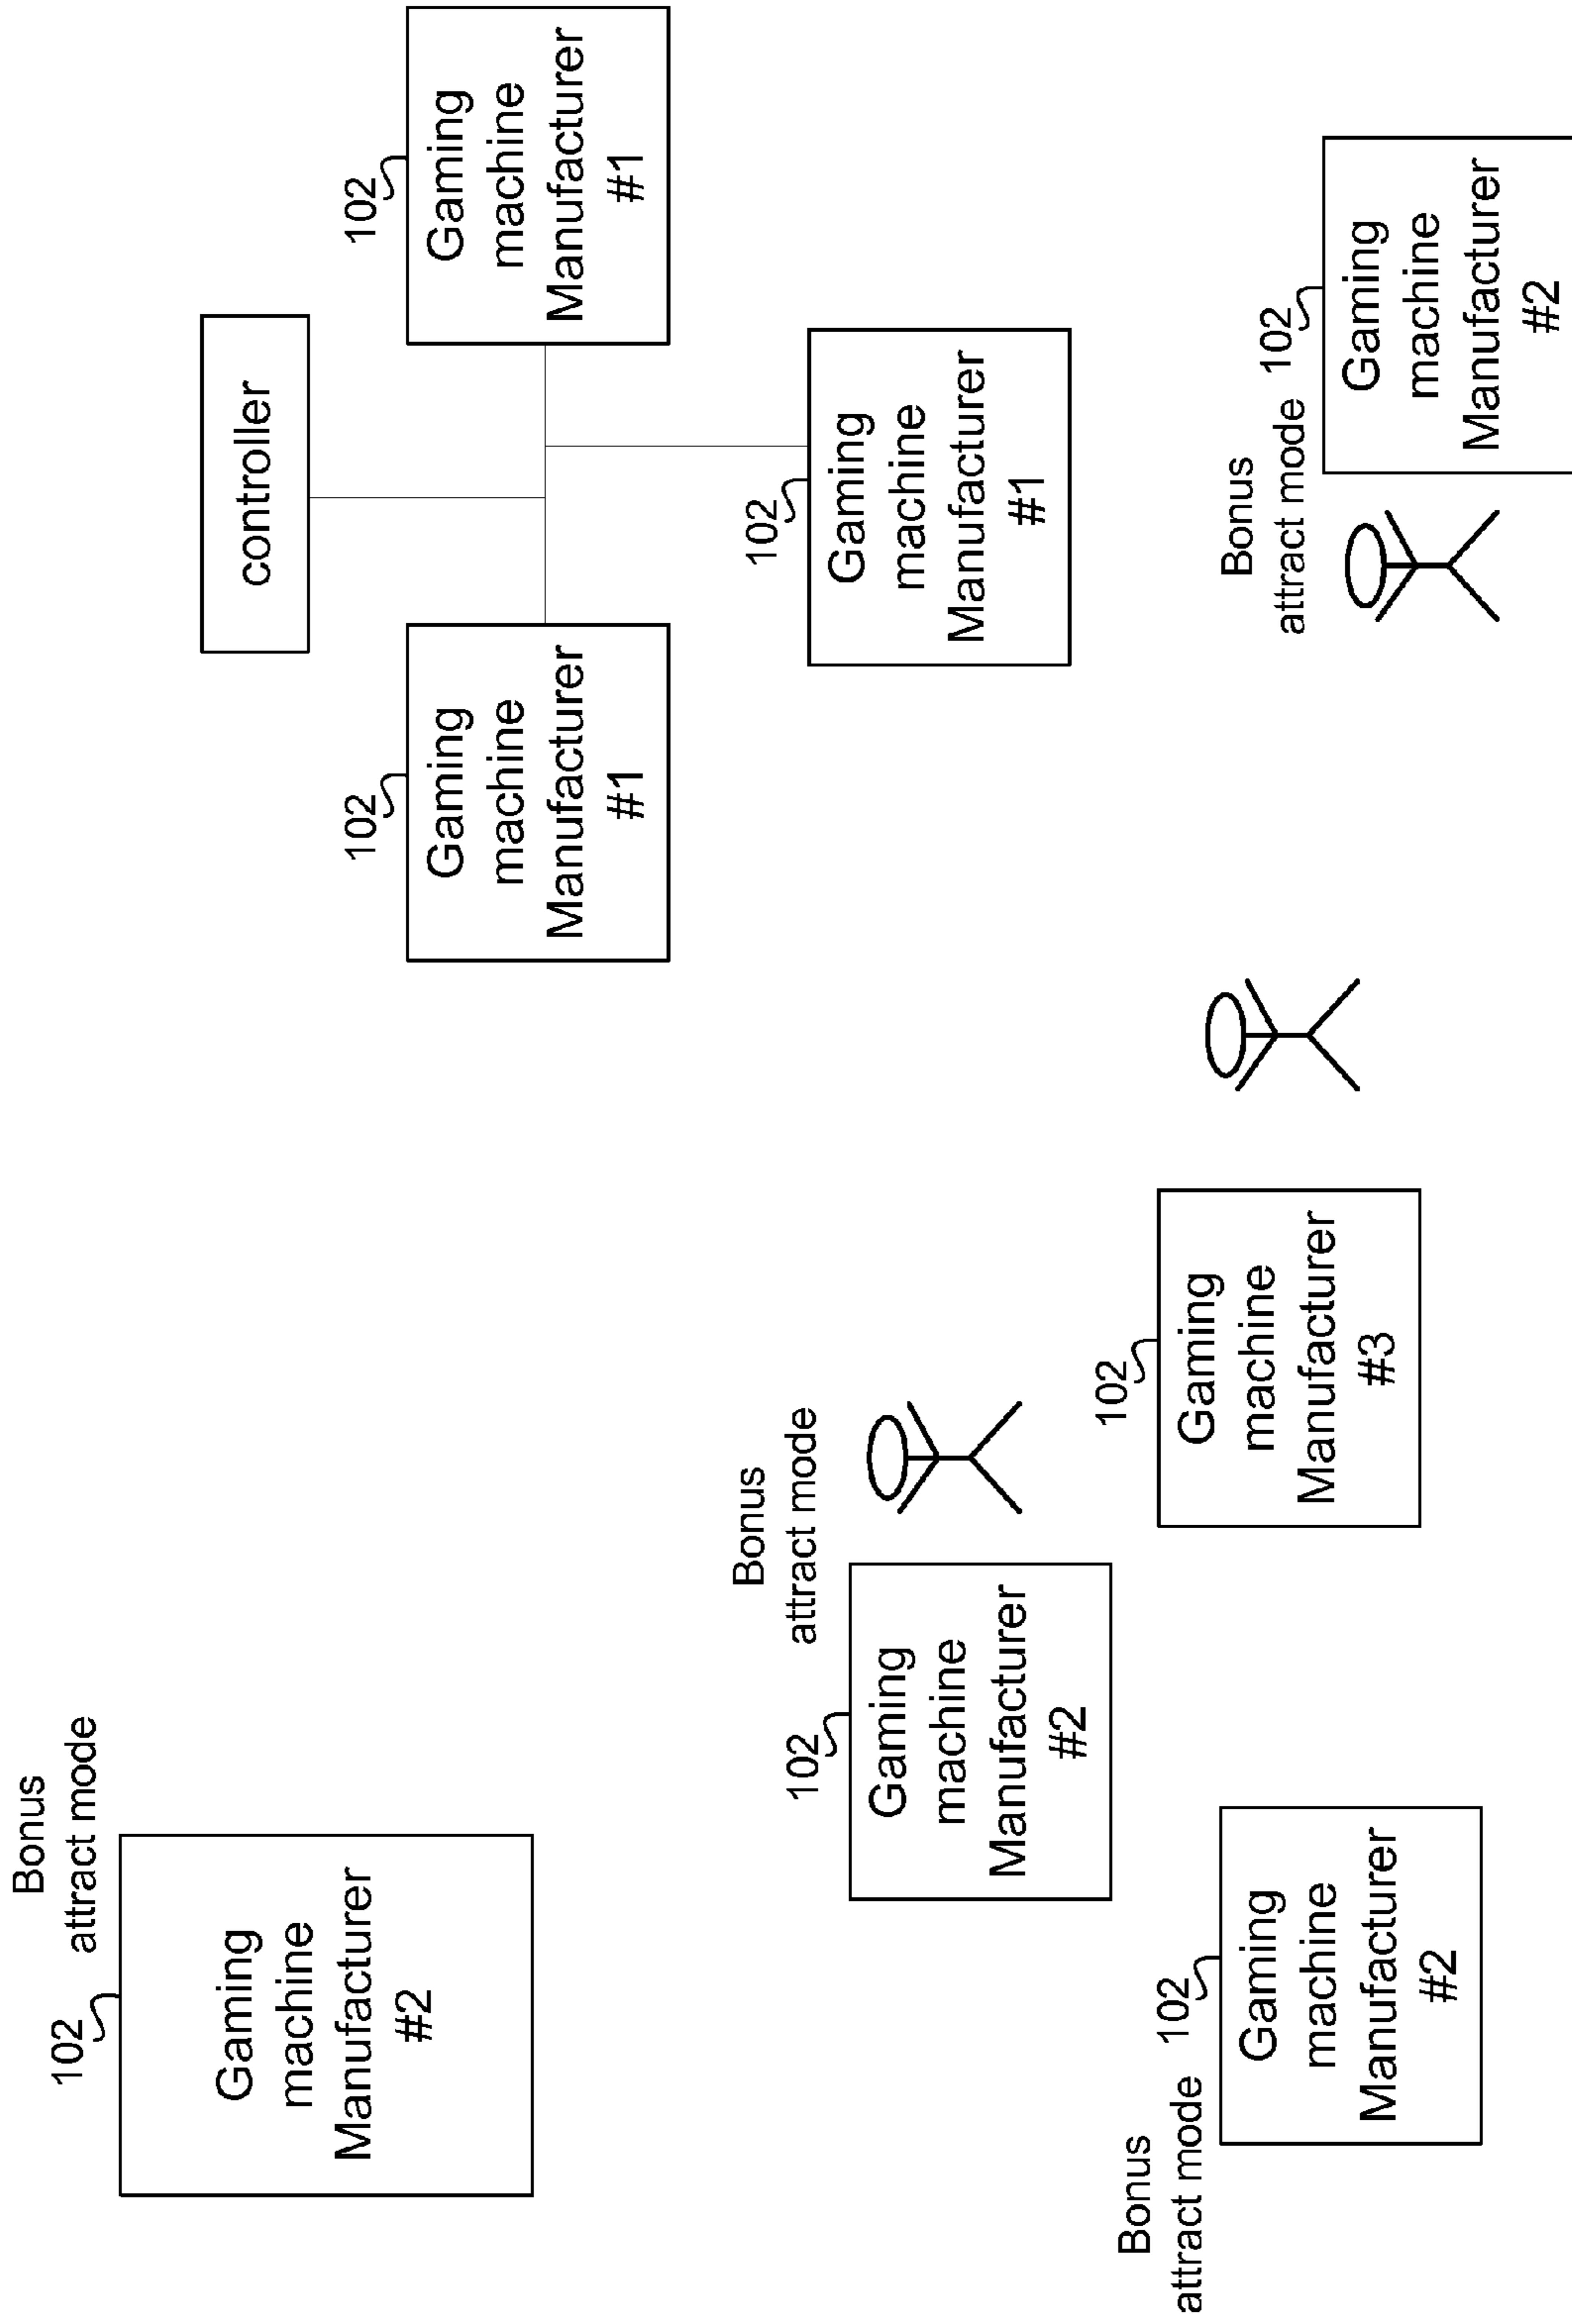 Bonus
attract mode
102
Gaming
machine
Manufacturer
#2
controller
102
Gaming
machine
Manufacturer
#1
102
Gaming
machine
Manufacturer
#1
Bonus
attract mode
102
Gaming
machine
Manufacturer
#2
102
Gaming
machine
Manufacturer
#1
Bonus
attract mode
102
Gaming
machine
Manufacturer
#2
102
Gaming
machine
Manufacturer
#3
Bonus
attract mode
102
Gaming
machine
Manufacturer
#2